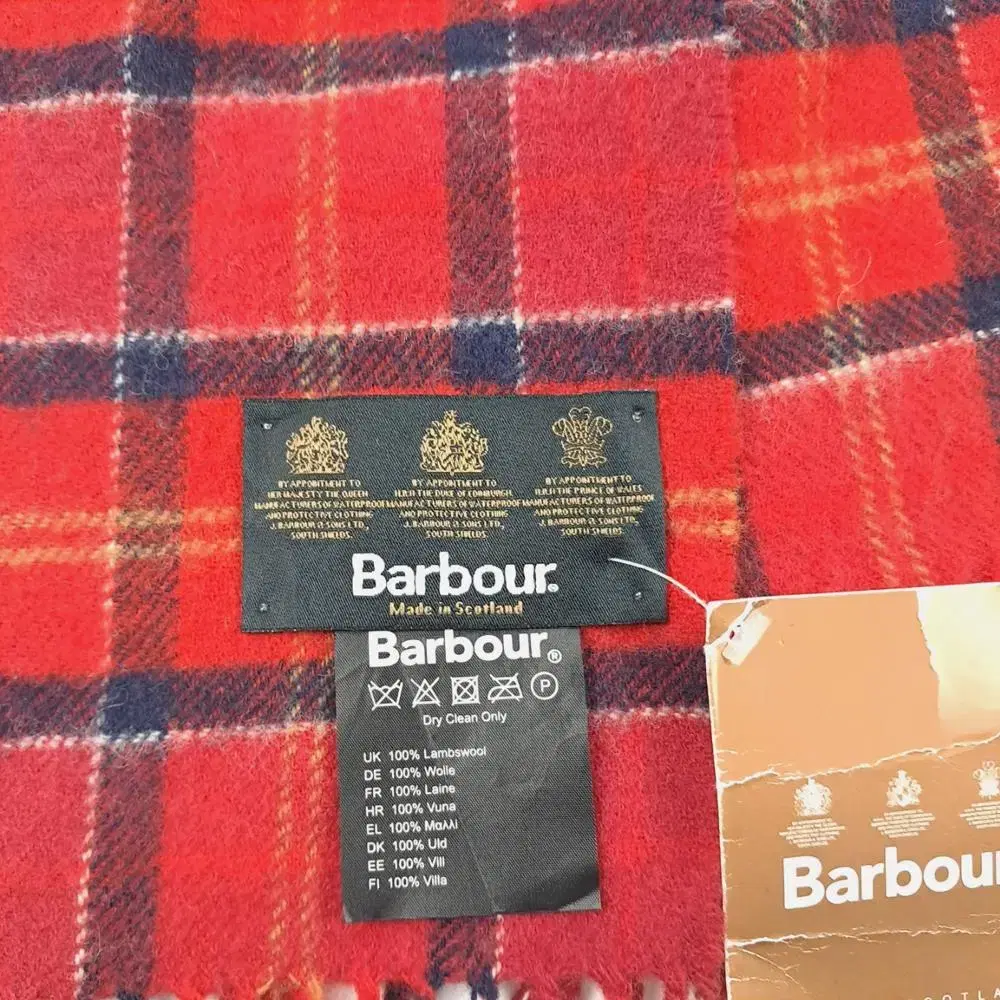 BY APPOINTMENT TO
HER MAJESTY THE QUEEN
MANUFACTURERS OF WATERPROOF
AND PROTECTIVE CLOTHING
J. BARBOUR & SONS LTD.
SOUTH SHIELDS.
BY APPOINTMENT TO
H.R.H THE DUKE OF EDINBURGH
MANUFACTURERS OF WATERPROOF
AND PROTECTIVE CLOTHING
J. BARBOUR & SONS LTD,
SOUTH SHIELDS.
BY APPOINTMENT TO
H.R.H THE PRINCE OF WALES
MANUFACTURERS OF WATERPROOF
AND PROTECTIVE CLOTHING
J. BARBOUR & SONS LTD.
SOUTH SHIELDS.
Barbour.
Made in Scotland
Barbour®
P
Dry Clean Only
UK 100% Lambswool
DE 100% Wolle
FR 100% Laine
HR 100% Vuna
EL 100% Μαλλί
DK 100% Uld
EE 100% Vill
FI 100% Villa
Barbour